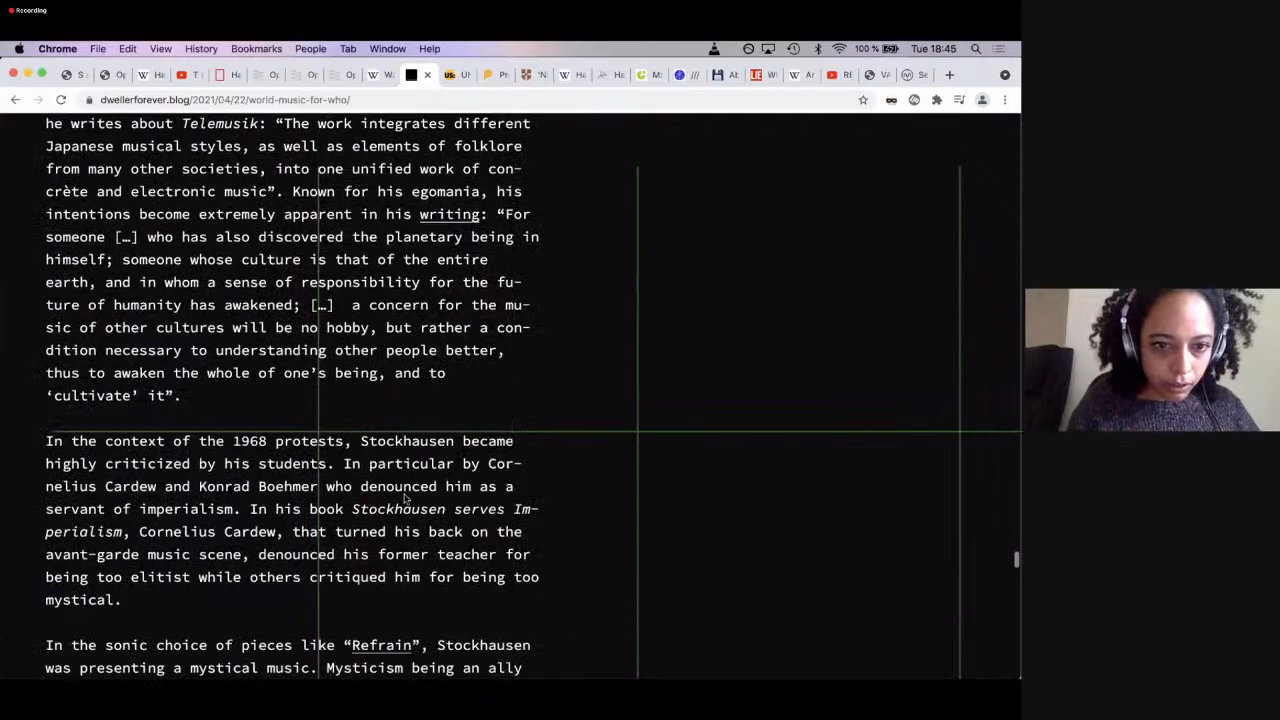 Recording
Chrome File Edit View History Bookmarks People Tab Window Help 100 % Tue 18:45
dwellerforever.blog/2021/04/22/world-music-for-who/
he writes about Telemusik: “The work integrates different
Japanese musical styles, as well as elements of folklore
from many other societies, into one unified work of con-
crète and electronic music”. Known for his egomania, his
intentions become extremely apparent in his writing: “For
someone […] who has also discovered the planetary being in
himself; someone whose culture is that of the entire
earth, and in whom a sense of responsibility for the fu-
ture of humanity has awakened; […] a concern for the mu-
sic of other cultures will be no hobby, but rather a con-
dition necessary to understanding other people better,
thus to awaken the whole of one’s being, and to
‘cultivate’ it”.
In the context of the 1968 protests, Stockhausen became
highly criticized by his students. In particular by Cor-
nelius Cardew and Konrad Boehmer who denounced him as a
servant of imperialism. In his book Stockhausen serves Im-
perialism, Cornelius Cardew, that turned his back on the
avant-garde music scene, denounced his former teacher for
being too elitist while others critiqued him for being too
mystical.
In the sonic choice of pieces like “Refrain”, Stockhausen
was presenting a mystical music. Mysticism being an ally